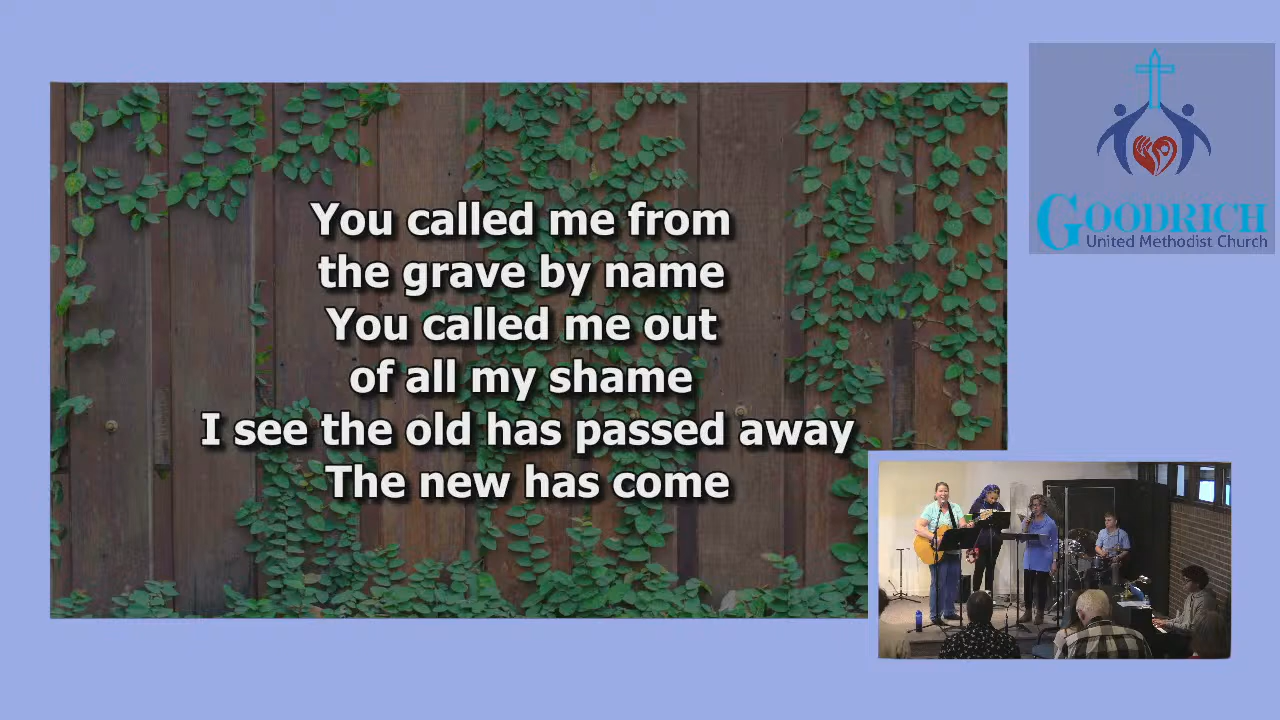 You called me from
the grave by name
You called me out
of all my shame
I see the old has passed away
The new has come
GOODRICH
United Methodist Church